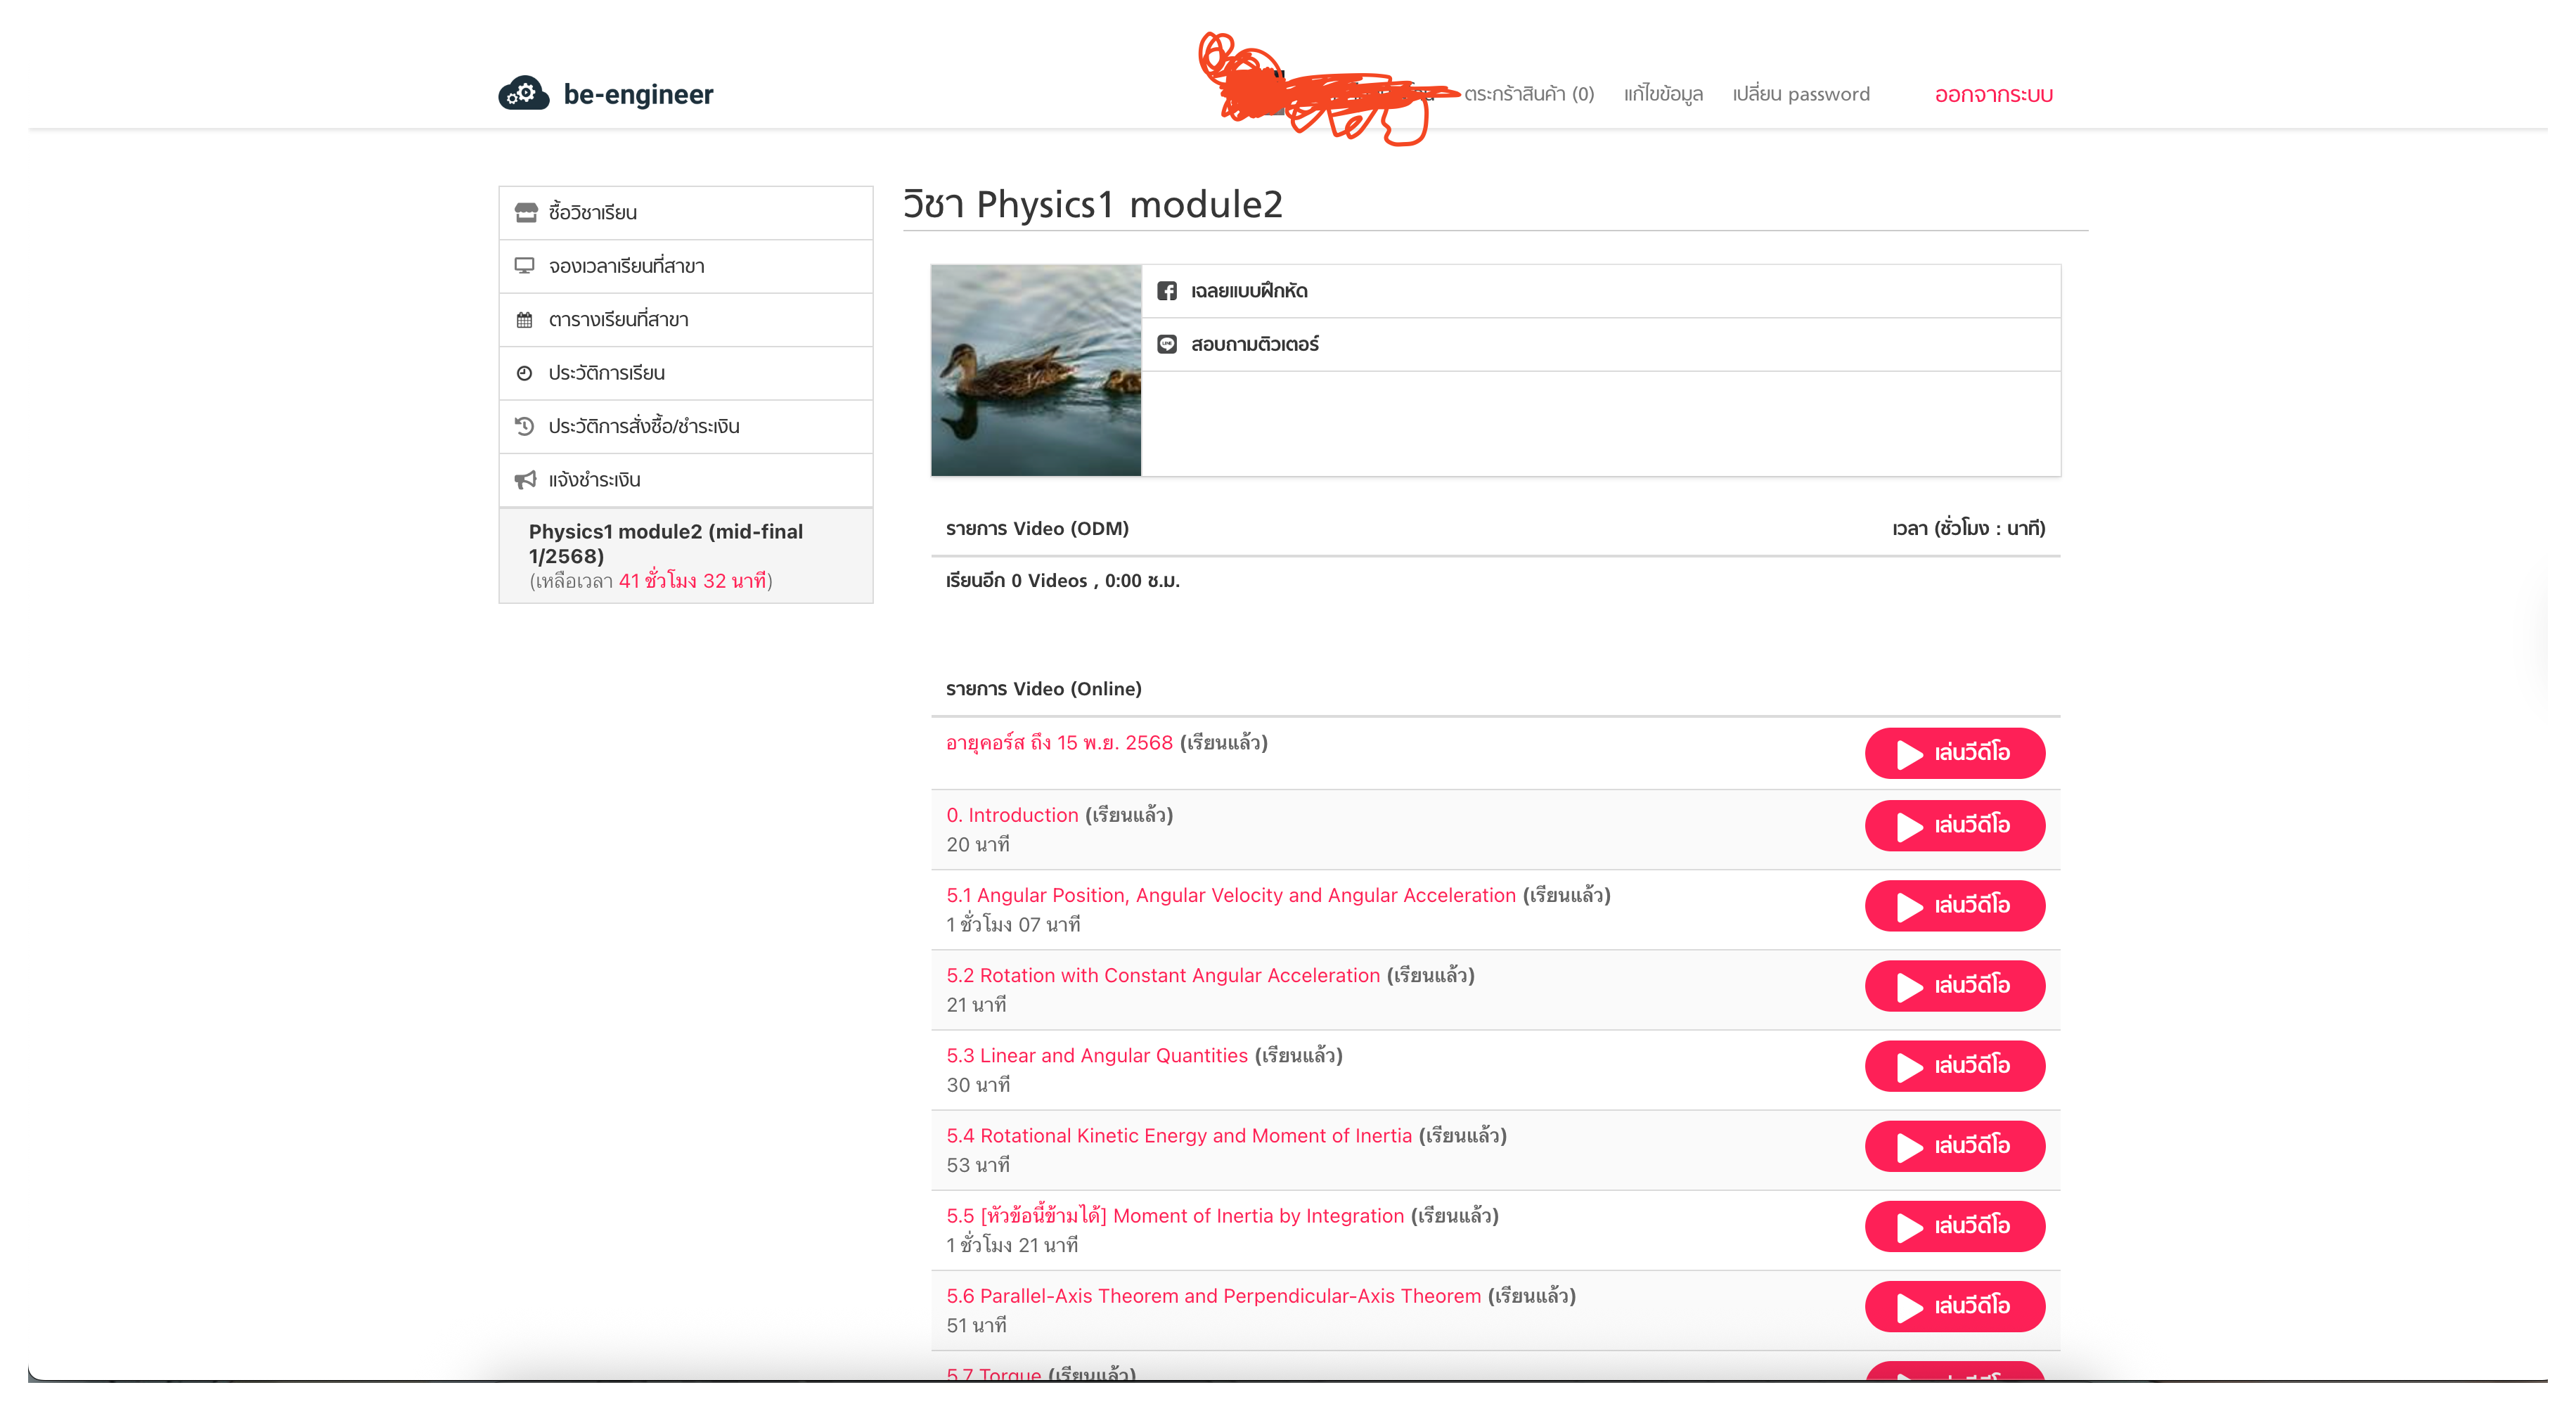 be-engineer
ตระกร้าสินค้า (0)
แก้ไขข้อมูล
เปลี่ยน password
ออกจากระบบ
ซื้อวิชาเรียน
จองเวลาเรียนที่สาขา
ตารางเรียนที่สาขา
ประวัติการเรียน
ประวัติการสั่งซื้อ/ชำระเงิน
แจ้งชำระเงิน
Physics1 module2 (mid-final
1/2568)
(เหลือเวลา 41 ชั่วโมง 32 นาที)
วิชา Physics1 module2
เฉลยแบบฝึกหัด
สอบถามติวเตอร์
รายการ Video (ODM)
เวลา (ชั่วโมง : นาที)
เรียนอีก 0 Videos , 0:00 ช.ม.
รายการ Video (Online)
อายุคอร์ส ถึง 15 พ.ย. 2568 (เรียนแล้ว)
เล่นวีดีโอ
0. Introduction (เรียนแล้ว)
20 นาที
เล่นวีดีโอ
5.1 Angular Position, Angular Velocity and Angular Acceleration (เรียนแล้ว)
1 ชั่วโมง 07 นาที
เล่นวีดีโอ
5.2 Rotation with Constant Angular Acceleration (เรียนแล้ว)
21 นาที
เล่นวีดีโอ
5.3 Linear and Angular Quantities (เรียนแล้ว)
30 นาที
เล่นวีดีโอ
5.4 Rotational Kinetic Energy and Moment of Inertia (เรียนแล้ว)
53 นาที
เล่นวีดีโอ
5.5 [หัวข้อนี้ข้ามได้] Moment of Inertia by Integration (เรียนแล้ว)
1 ชั่วโมง 21 นาที
เล่นวีดีโอ
5.6 Parallel-Axis Theorem and Perpendicular-Axis Theorem (เรียนแล้ว)
51 นาที
เล่นวีดีโอ
5.7 Torque (เรียนแล้ว)